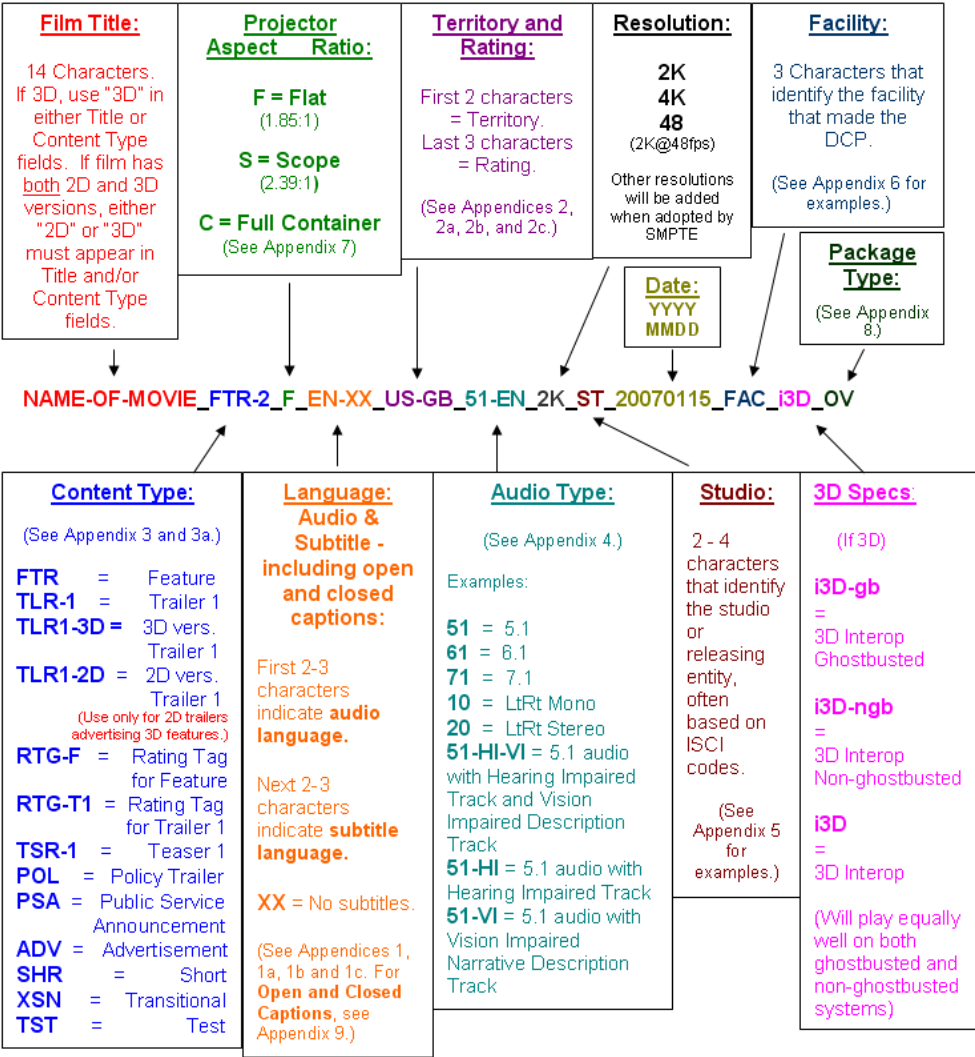 Film Title:
14 Characters.
If 3D, use "3D" in
either Title or
Content Type
fields. If film has
both 2D and 3D
versions, either
"2D" or "3D"
must appear in
Title and/or
Content Type
fields.
Projector
Aspect Ratio:
F = Flat
(1.85:1)
S = Scope
(2.39:1)
C = Full Container
(See Appendix 7)
Territory and
Rating:
First 2 characters
= Territory.
Last 3 characters
= Rating.
(See Appendices 2,
2a, 2b, and 2c.)
Resolution:
2K
4K
48
(2K@48fps)
Other resolutions
will be added
when adopted by
SMPTE
Facility:
3 Characters that
identify the facility
that made the
DCP.
(See Appendix 6 for
examples.)
Date:
YYYY
MMDD
Package
Type:
(See Appendix
8.)
NAME-OF-MOVIE_FTR-2_F_EN-XX_US-GB_51-EN_2K_ST_20070115_FAC_i3D_OV
Content Type:
(See Appendix 3 and 3a.)
FTR = Feature
TLR-1 = Trailer 1
TLR1-3D = 3D vers.
Trailer 1
TLR1-2D = 2D vers.
Trailer 1
(Use only for 2D trailers
advertising 3D features.)
RTG-F = Rating Tag
for Feature
RTG-T1 = Rating Tag
for Trailer 1
TSR-1 = Teaser 1
POL = Policy Trailer
PSA = Public Service
Announcement
ADV = Advertisement
SHR = Short
XSN = Transitional
TST = Test
Language:
Audio &
Subtitle -
including open
and closed
captions:
First 2-3
characters
indicate audio
language.
Next 2-3
characters
indicate subtitle
language.
XX = No subtitles.
(See Appendices 1,
1a, 1b and 1c. For
Open and Closed
Captions, see
Appendix 9.)
Audio Type:
(See Appendix 4.)
Examples:
51 = 5.1
61 = 6.1
71 = 7.1
10 = LtRt Mono
20 = LtRt Stereo
51-HI-VI = 5.1 audio
with Hearing Impaired
Track and Vision
Impaired Description
Track
51-HI = 5.1 audio with
Hearing Impaired Track
51-VI = 5.1 audio with
Vision Impaired
Narrative Description
Track
Studio:
2 - 4
characters
that identify
the studio
or
releasing
entity,
often
based on
ISCI
codes.
(See
Appendix 5
for
examples.)
3D Specs:
(If 3D)
i3D-gb
=
3D Interop
Ghostbusted
i3D-ngb
=
3D Interop
Non-ghostbusted
i3D
=
3D Interop
(Will play equally
well on both
ghostbusted and
non-ghostbusted
systems)